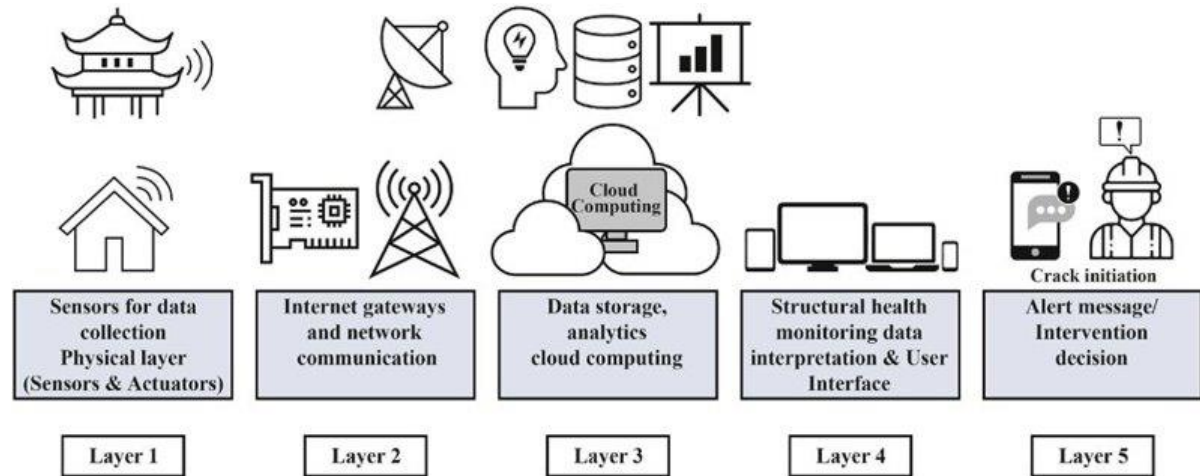 Cloud
Computing
!
!
Crack initiation
Sensors for data
collection
Physical layer
(Sensors & Actuators)
Internet gateways
and network
communication
Data storage,
analytics
cloud computing
Structural health
monitoring data
interpretation & User
Interface
Alert message/
Intervention
decision
Layer 1
Layer 2
Layer 3
Layer 4
Layer 5